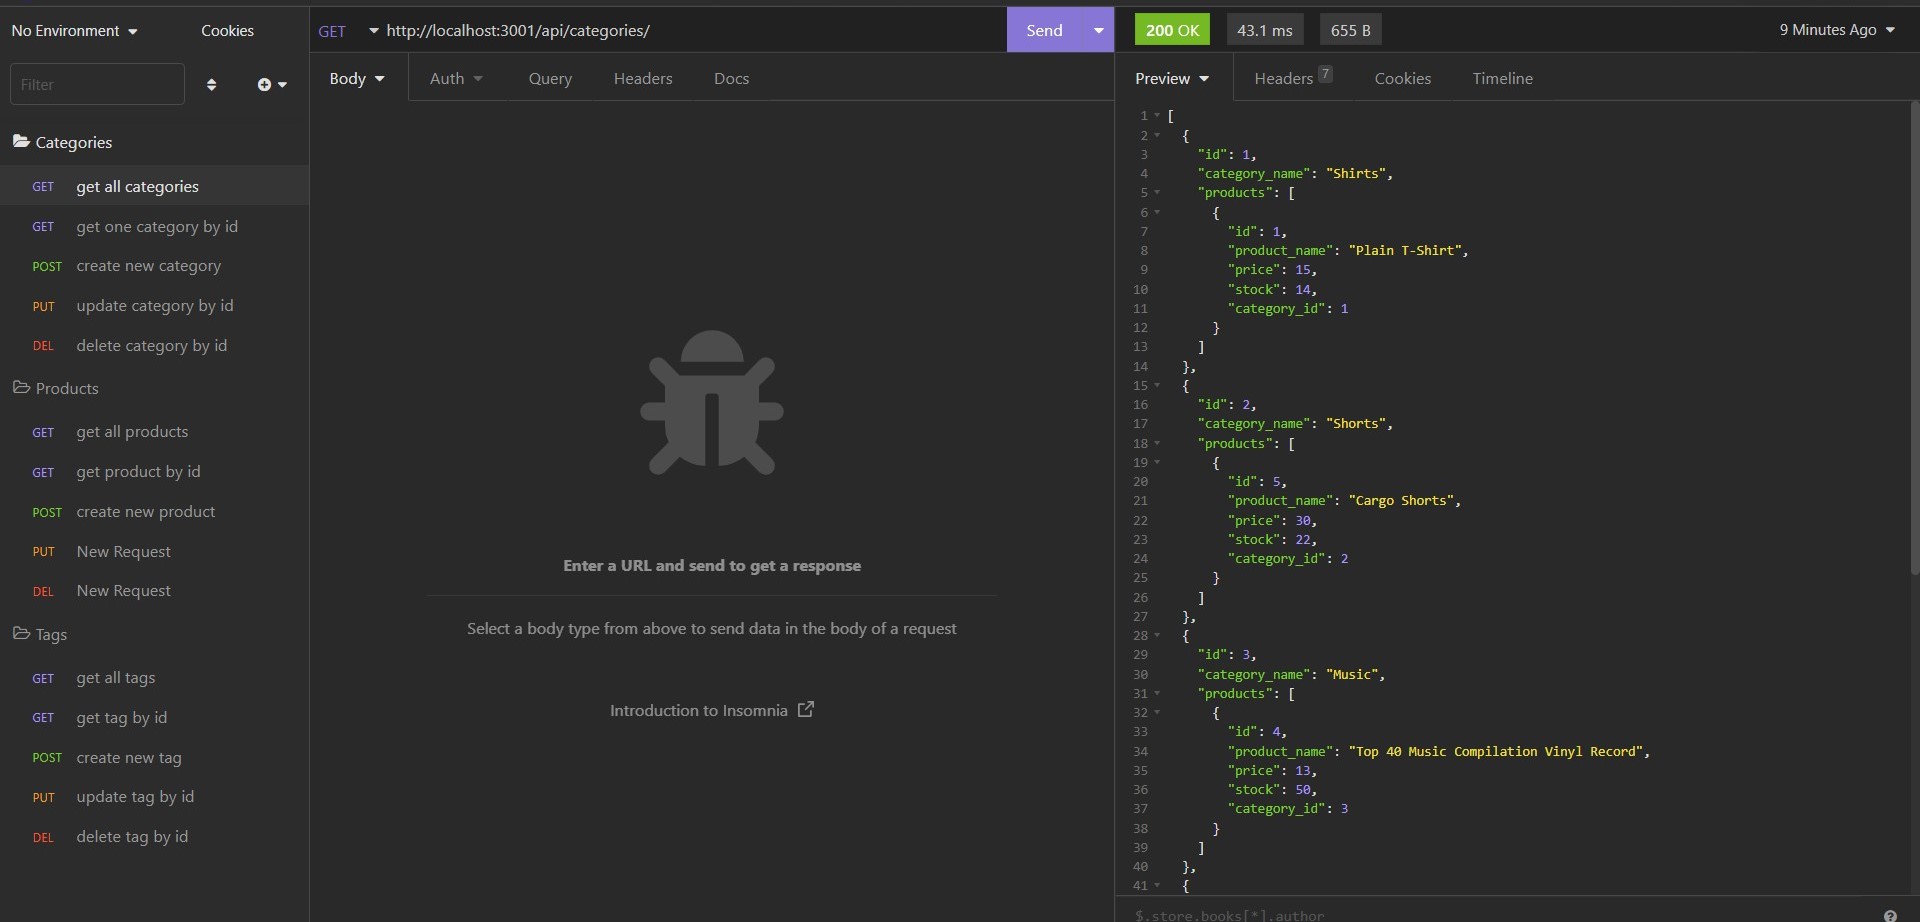 No Environment
Cookies
Filter
Categories
GET get all categories
GET get one category by id
POST create new category
PUT update category by id
DEL delete category by id
Products
GET get all products
GET get product by id
POST create new product
PUT New Request
DEL New Request
Tags
GET get all tags
GET get tag by id
POST create new tag
PUT update tag by id
DEL delete tag by id
GET http://localhost:3001/api/categories/ Send
Body Auth Query Headers Docs
Enter a URL and send to get a response
Select a body type from above to send data in the body of a request
Introduction to Insomnia
200 OK 43.1 ms 655 B 9 Minutes Ago
Preview Headers 7 Cookies Timeline
1 [
2 {
3 "id": 1,
4 "category_name": "Shirts",
5 "products": [
6 {
7 "id": 1,
8 "product_name": "Plain T-Shirt",
9 "price": 15,
10 "stock": 14,
11 "category_id": 1
12 }
13 ]
14 },
15 {
16 "id": 2,
17 "category_name": "Shorts",
18 "products": [
19 {
20 "id": 5,
21 "product_name": "Cargo Shorts",
22 "price": 30,
23 "stock": 22,
24 "category_id": 2
25 }
26 ]
27 },
28 {
29 "id": 3,
30 "category_name": "Music",
31 "products": [
32 {
33 "id": 4,
34 "product_name": "Top 40 Music Compilation Vinyl Record",
35 "price": 13,
36 "stock": 50,
37 "category_id": 3
38 }
39 ]
40 },
41 {
$.store.books[*].author